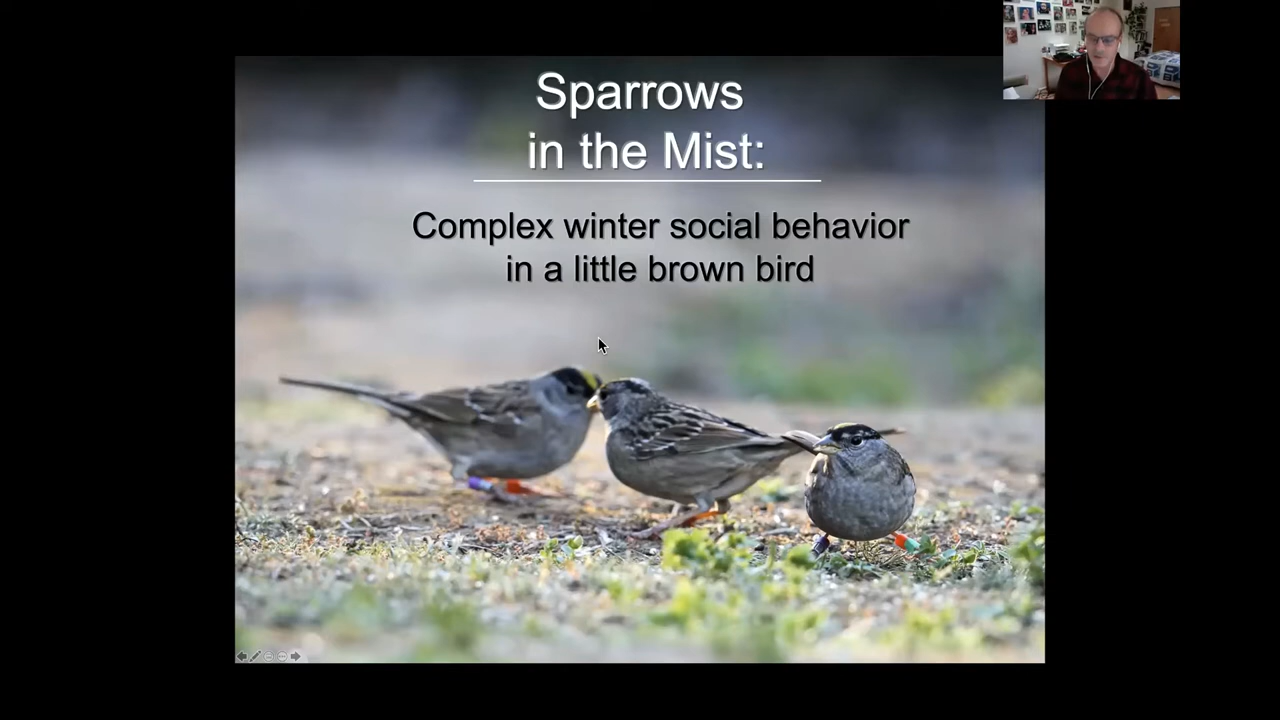 Sparrows
in the Mist:
Complex winter social behavior
in a little brown bird